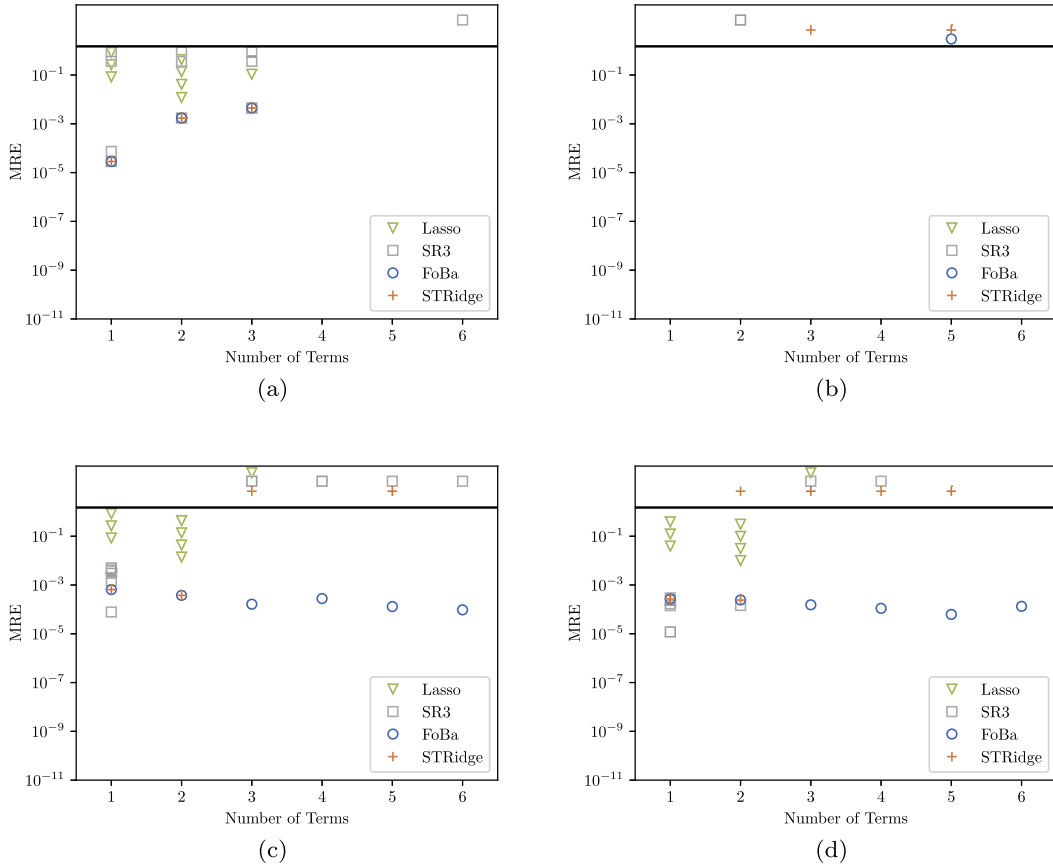 MRE
10^{-1}
10^{-3}
10^{-5}
10^{-7}
10^{-9}
10^{-11}
Lasso
SR3
FoBa
STRidge
1 2 3 4 5 6
Number of Terms
(a)
MRE
10^{-1}
10^{-3}
10^{-5}
10^{-7}
10^{-9}
10^{-11}
Lasso
SR3
FoBa
STRidge
1 2 3 4 5 6
Number of Terms
(b)
MRE
10^{-1}
10^{-3}
10^{-5}
10^{-7}
10^{-9}
10^{-11}
Lasso
SR3
FoBa
STRidge
1 2 3 4 5 6
Number of Terms
(c)
MRE
10^{-1}
10^{-3}
10^{-5}
10^{-7}
10^{-9}
10^{-11}
Lasso
SR3
FoBa
STRidge
1 2 3 4 5 6
Number of Terms
(d)